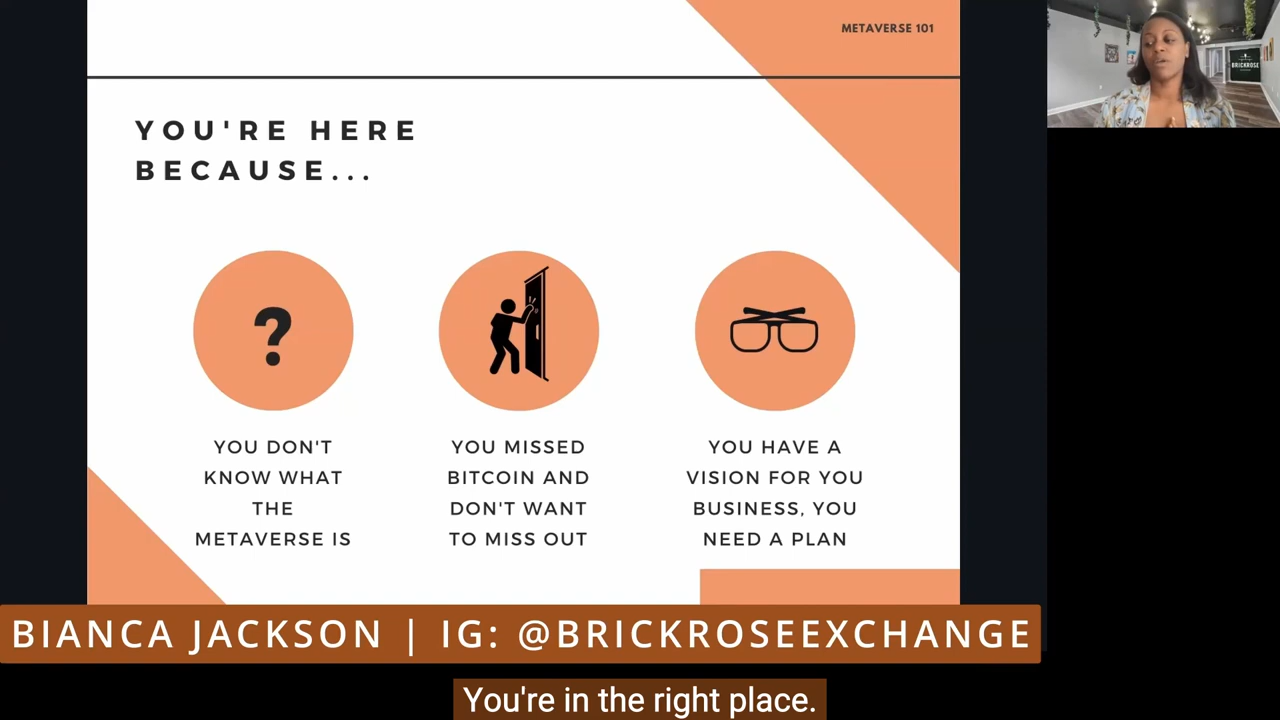 METAVERSE 101
BRICKROSE
YOU'RE HERE
BECAUSE...
?
YOU DON'T
KNOW WHAT
THE
METAVERSE IS
YOU MISSED
BITCOIN AND
DON'T WANT
TO MISS OUT
YOU HAVE A
VISION FOR YOU
BUSINESS, YOU
NEED A PLAN
BIANCA JACKSON | IG: @BRICKROSEEXCHANGE
You're in the right place.